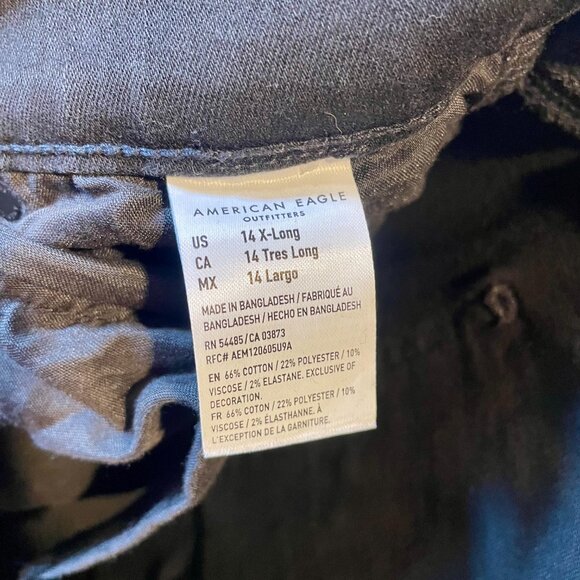 AMERICAN EAGLE
OUTFITTERS
US 14 X-Long
CA 14 Tres Long
MX 14 Largo
MADE IN BANGLADESH / FABRIQUÉ AU
BANGLADESH / HECHO EN BANGLADESH
RN 54485 / CA 03873
RFC# AEM120605U9A
EN 66% COTTON / 22% POLYESTER / 10%
VISCOSE / 2% ELASTANE. EXCLUSIVE OF
DECORATION.
FR 66% COTON / 22% POLYESTER / 10%
VISCOSE / 2% ÉLASTHANNE. À
L'EXCEPTION DE LA GARNITURE.